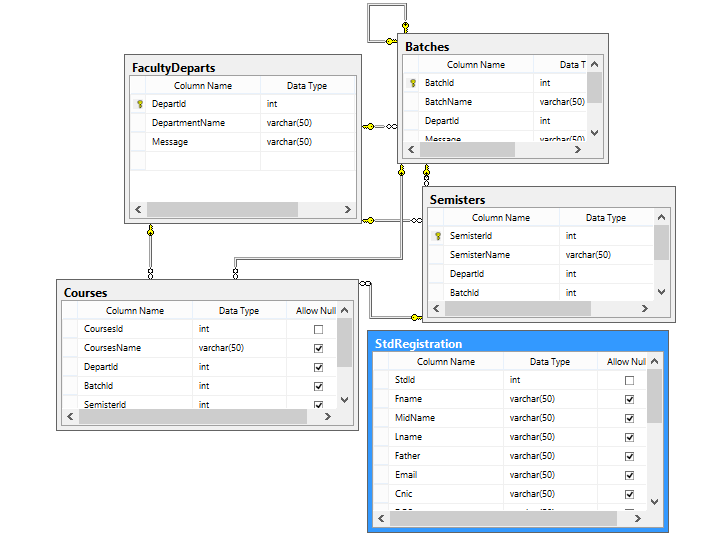 Batches
Column Name Data T
BatchId int
BatchName varchar(50)
DepartId int
Message varchar(50)
FacultyDeparts
Column Name Data Type
DepartId int
DepartmentName varchar(50)
Message varchar(50)
Semisters
Column Name Data Type
SemisterId int
SemisterName varchar(50)
DepartId int
BatchId int
Courses
Column Name Data Type Allow Null
CoursesId int
CoursesName varchar(50)
DepartId int
BatchId int
SemisterId int
StdRegistration
Column Name Data Type Allow Nul
StdId int
Fname varchar(50)
MidName varchar(50)
Lname varchar(50)
Father varchar(50)
Email varchar(50)
Cnic varchar(50)